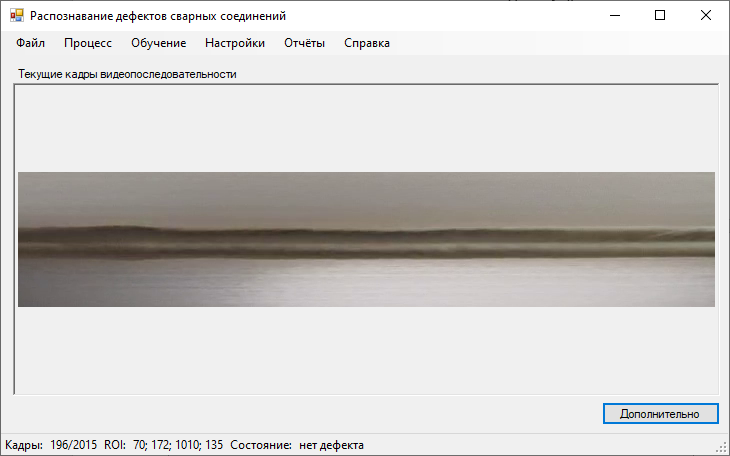 Распознавание дефектов сварных соединений
Файл Процесс Обучение Настройки Отчёты Справка
Текущие кадры видеопоследовательности
Дополнительно
Кадры: 196/2015 ROI: 70; 172; 1010; 135 Состояние: нет дефекта